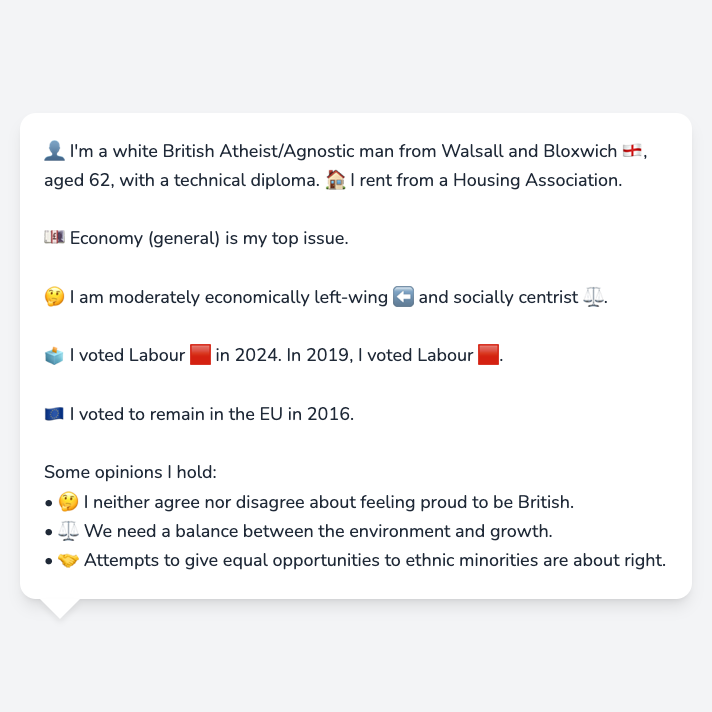 👤 I'm a white British Atheist/Agnostic man from Walsall and Bloxwich 🏴󠁧󠁢󠁥󠁮󠁧󠁿,
aged 62, with a technical diploma. 🏠 I rent from a Housing Association.
💷 Economy (general) is my top issue.
🤔 I am moderately economically left-wing ⬅️ and socially centrist ⚖️.
🗳️ I voted Labour 🟥 in 2024. In 2019, I voted Labour 🟥.
🇪🇺 I voted to remain in the EU in 2016.
Some opinions I hold:
• 🤔 I neither agree nor disagree about feeling proud to be British.
• ⚖️ We need a balance between the environment and growth.
• 🤝 Attempts to give equal opportunities to ethnic minorities are about right.